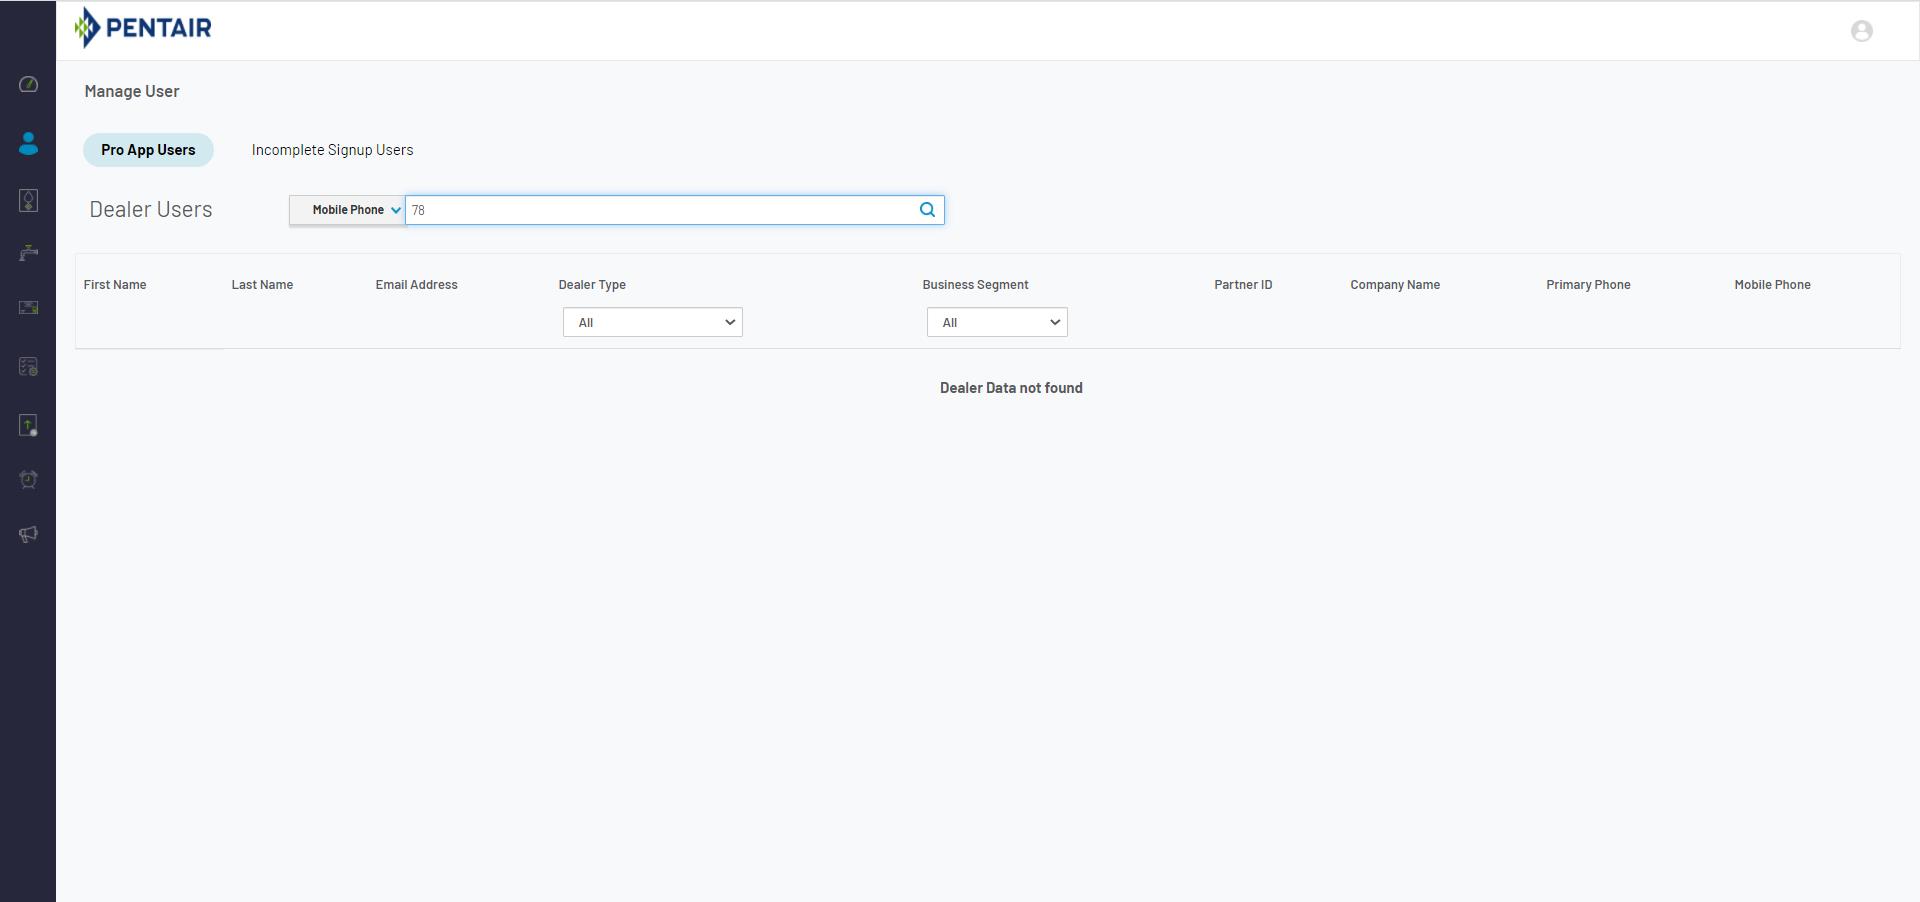 PENTAIR
Manage User
Pro App Users
Incomplete Signup Users
Dealer Users
Mobile Phone
78
First Name
Last Name
Email Address
Dealer Type
Business Segment
Partner ID
Company Name
Primary Phone
Mobile Phone
All
All
Dealer Data not found